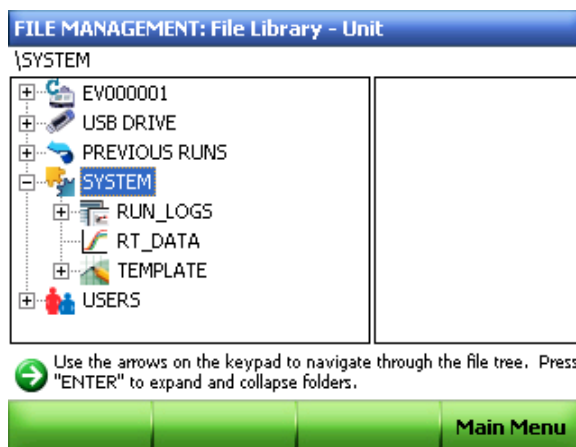 FILE MANAGEMENT: File Library - Unit
\SYSTEM
EV000001
USB DRIVE
PREVIOUS RUNS
SYSTEM
RUN_LOGS
RT_DATA
TEMPLATE
USERS
Use the arrows on the keypad to navigate through the file tree. Press
"ENTER" to expand and collapse folders.
Main Menu